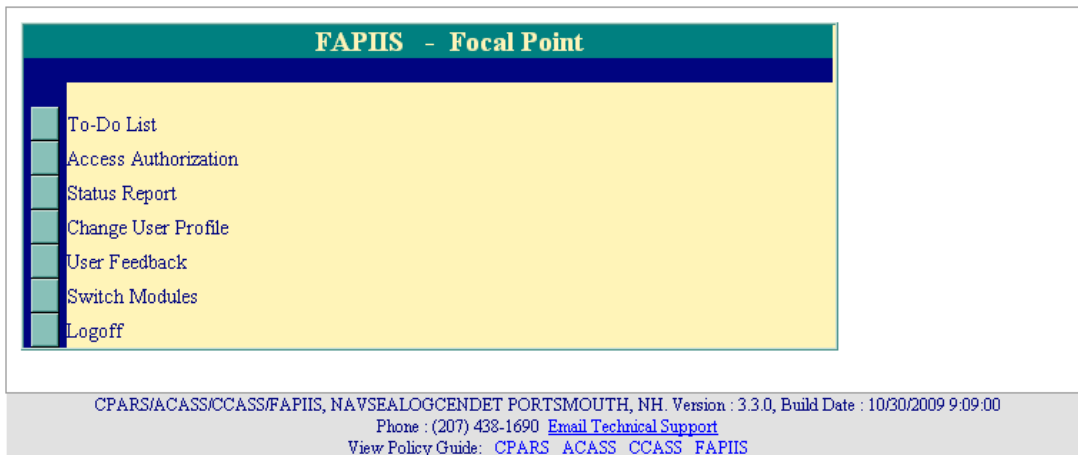 FAPIIS - Focal Point
To-Do List
Access Authorization
Status Report
Change User Profile
User Feedback
Switch Modules
Logoff
CPARS/ACASS/CCASS/FAPIIS, NAVSEALOGCENDET PORTSMOUTH, NH. Version : 3.3.0, Build Date : 10/30/2009 9:09:00
Phone : (207) 438-1690 Email Technical Support
View Policy Guide: CPARS ACASS CCASS FAPIIS